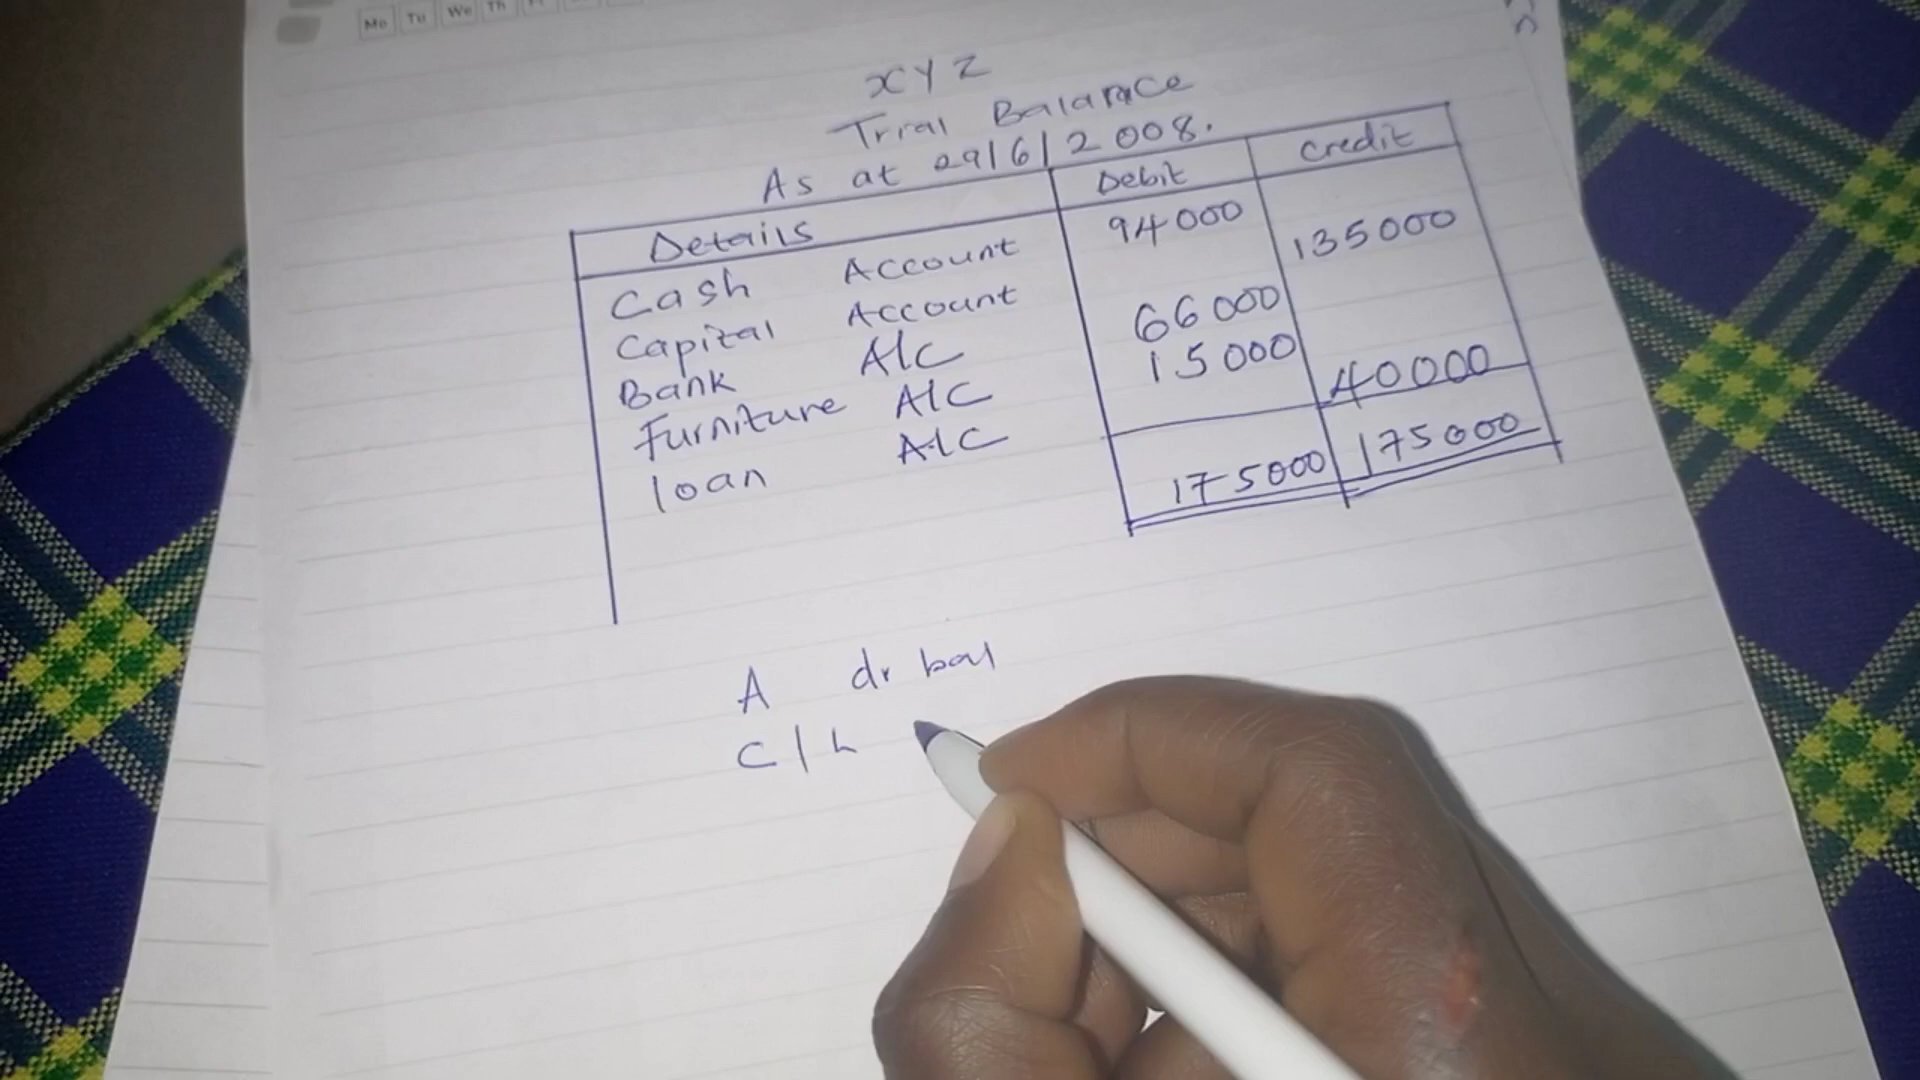 Mo Tu We Th
XYZ
Trial Balance
As at 29/6/2008.
Details Debit Credit
Cash Account 94000
Capital Account 135000
Bank A/C 66000
Furniture A/C 15000
loan A/C 40000
175000 175000
A dr bal
C/L